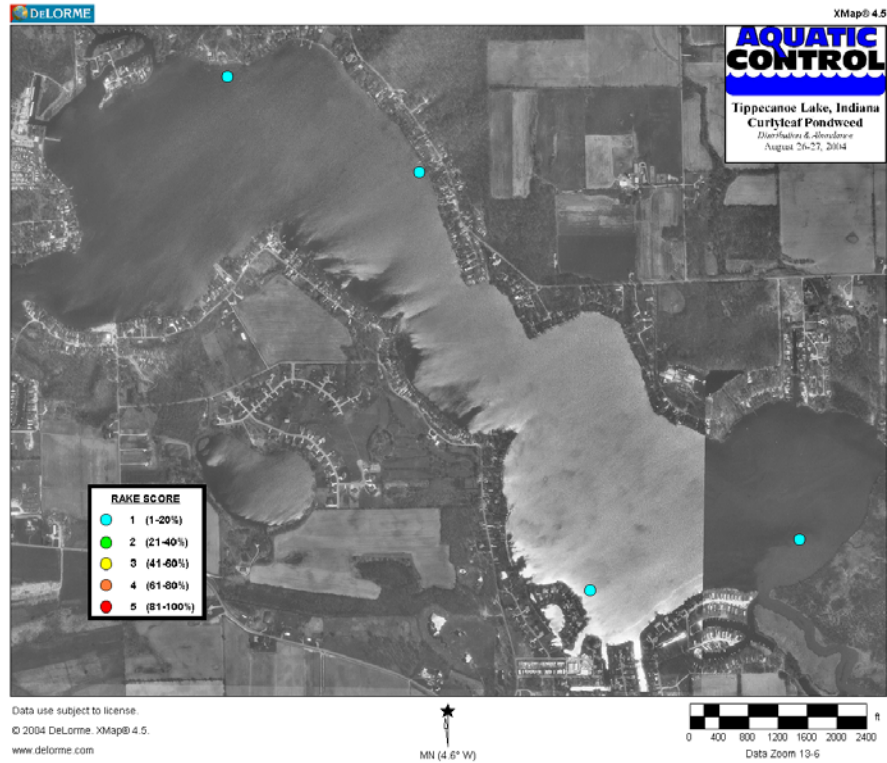 DELORME
XMap® 4.5
AQUATIC
CONTROL
Tippecanoe Lake, Indiana
Curlyleaf Pondweed
Distribution & Abundance
August 26-27, 2004
RAKE SCORE
1 (1-20%)
2 (21-40%)
3 (41-60%)
4 (61-80%)
5 (81-100%)
Data use subject to license.
© 2004 DeLorme. XMap® 4.5.
www.delorme.com
MN (4.6° W)
ft
0 400 800 1200 1600 2000 2400
Data Zoom 13-6